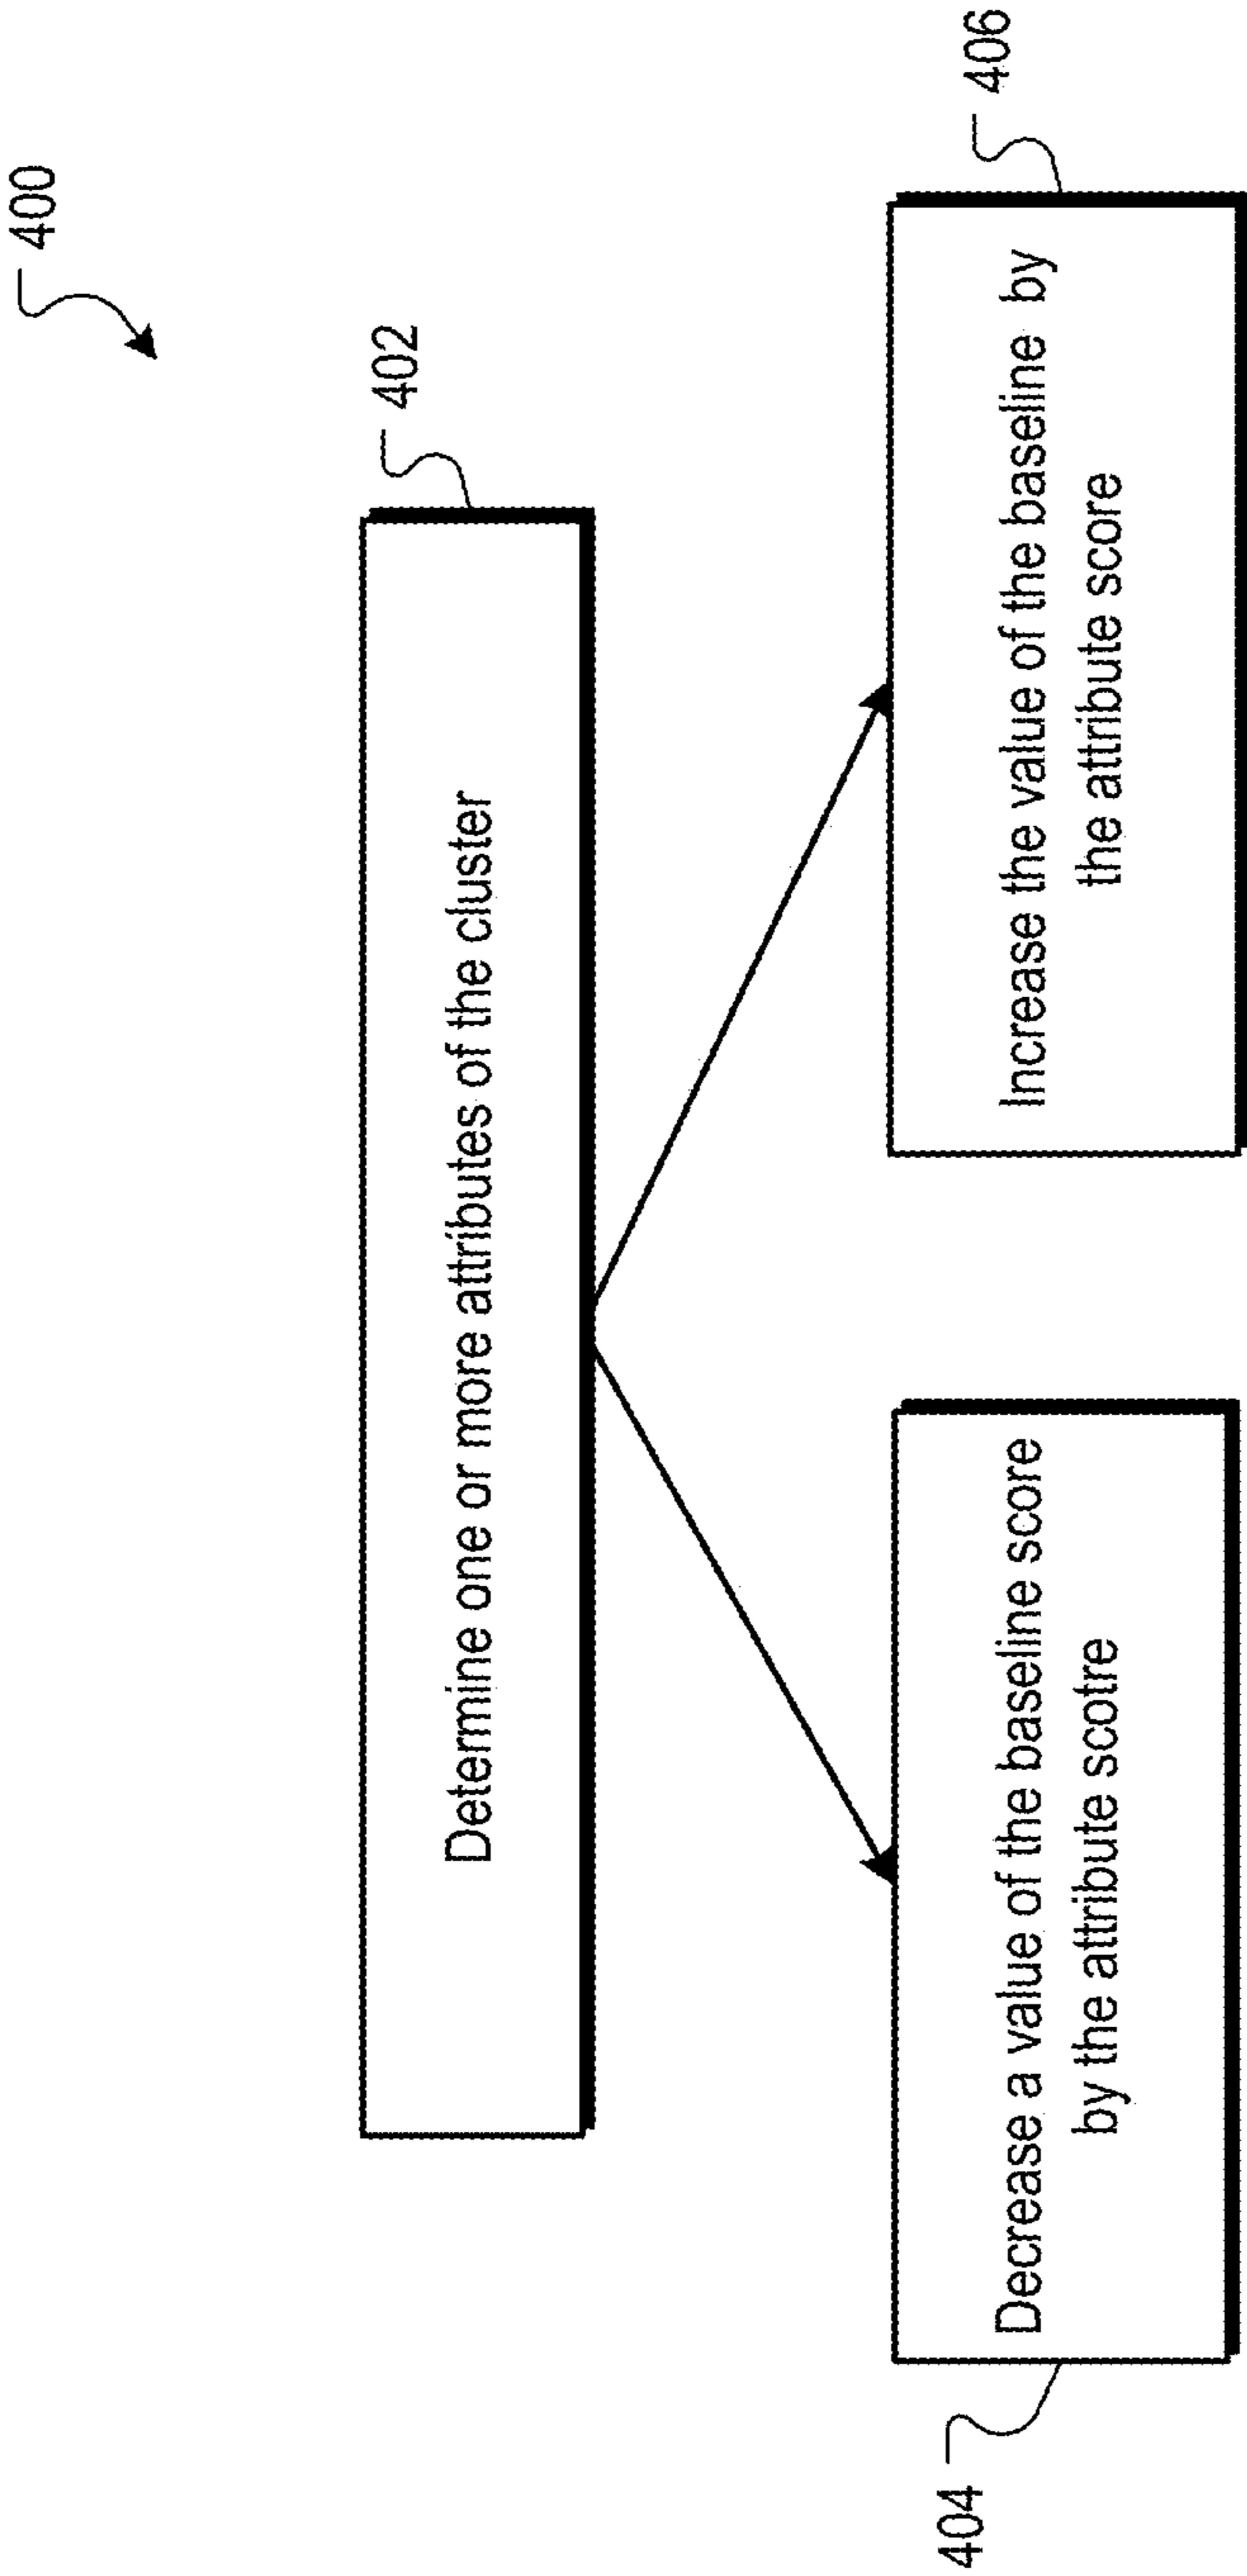 400
402
Determine one or more attributes of the cluster
404
Decrease a value of the baseline score
by the attribute scotre
406
Increase the value of the baseline by
the attribute score